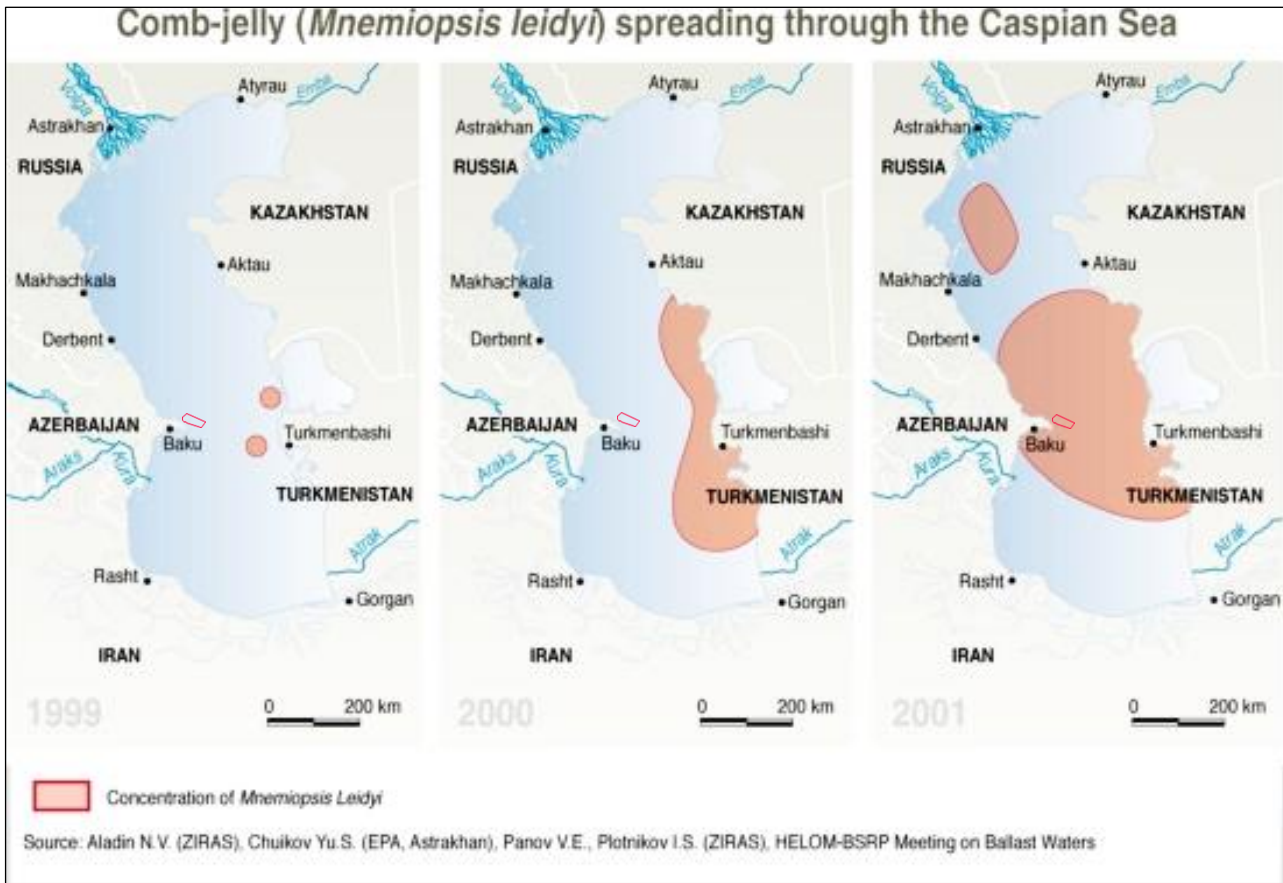 Comb-jelly (Mnemiopsis leidyi) spreading through the Caspian Sea
Atyrau
Volga
Emba
Astrakhan
RUSSIA
KAZAKHSTAN
Aktau
Makhachkala
Derbent
AZERBAIJAN
Baku
Turkmenbashi
Araks
Kura
TURKMENISTAN
Atrak
Rasht
Gorgan
IRAN
1999
0 200 km
Atyrau
Emba
Astrakhan
RUSSIA
KAZAKHSTAN
Aktau
Makhachkala
Derbent
AZERBAIJAN
Baku
Turkmenbashi
Araks
Kura
TURKMENISTAN
Atrak
Rasht
Gorgan
IRAN
2000
0 200 km
Atyrau
Volga
Emba
Astrakhan
RUSSIA
KAZAKHSTAN
Aktau
Makhachkala
Derbent
AZERBAIJAN
Baku
Turkmenbashi
Araks
Kura
TURKMENISTAN
Atrak
Rasht
Gorgan
IRAN
2001
0 200 km
Concentration of Mnemiopsis Leidyi
Source: Aladin N.V. (ZIRAS), Chuikov Yu.S. (EPA, Astrakhan), Panov V.E., Plotnikov I.S. (ZIRAS), HELOM-BSRP Meeting on Ballast Waters